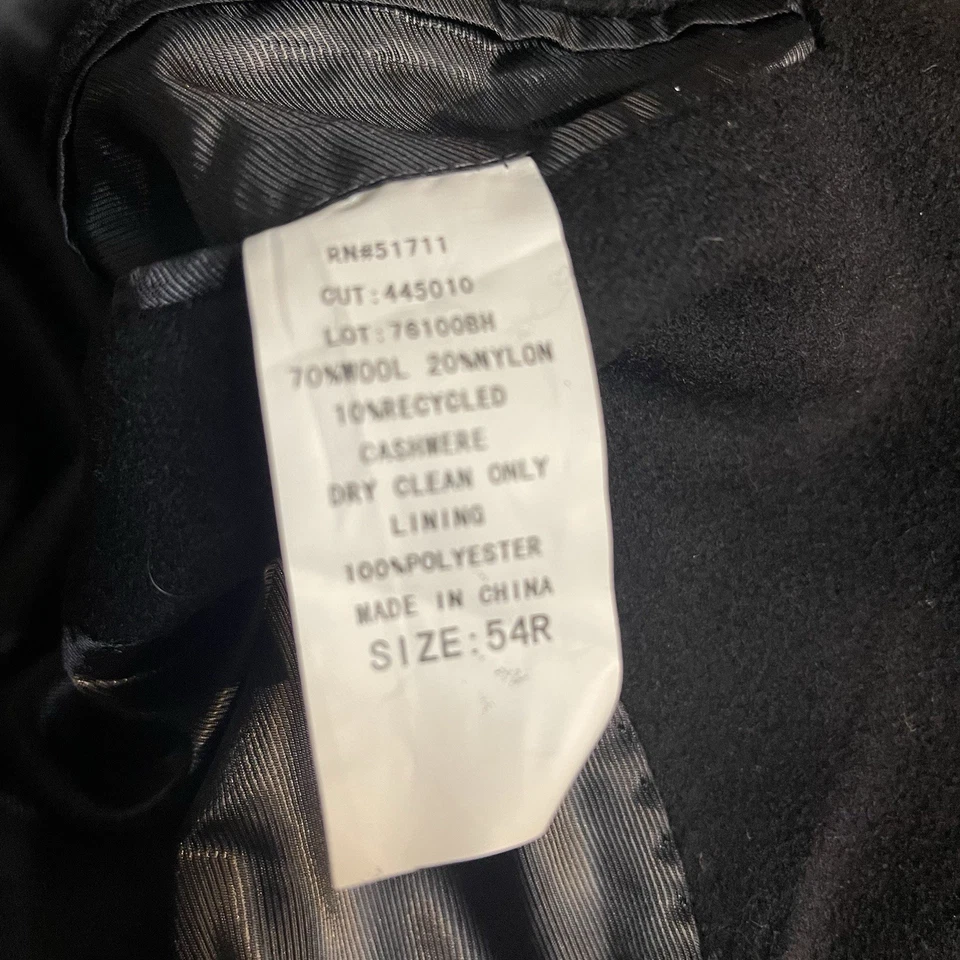 RN#51711
CUT:445010
LOT:76100BH
70%WOOL 20%NYLON
10%RECYCLED
CASHMERE
DRY CLEAN ONLY
LINING
100%POLYESTER
MADE IN CHINA
SIZE:54R